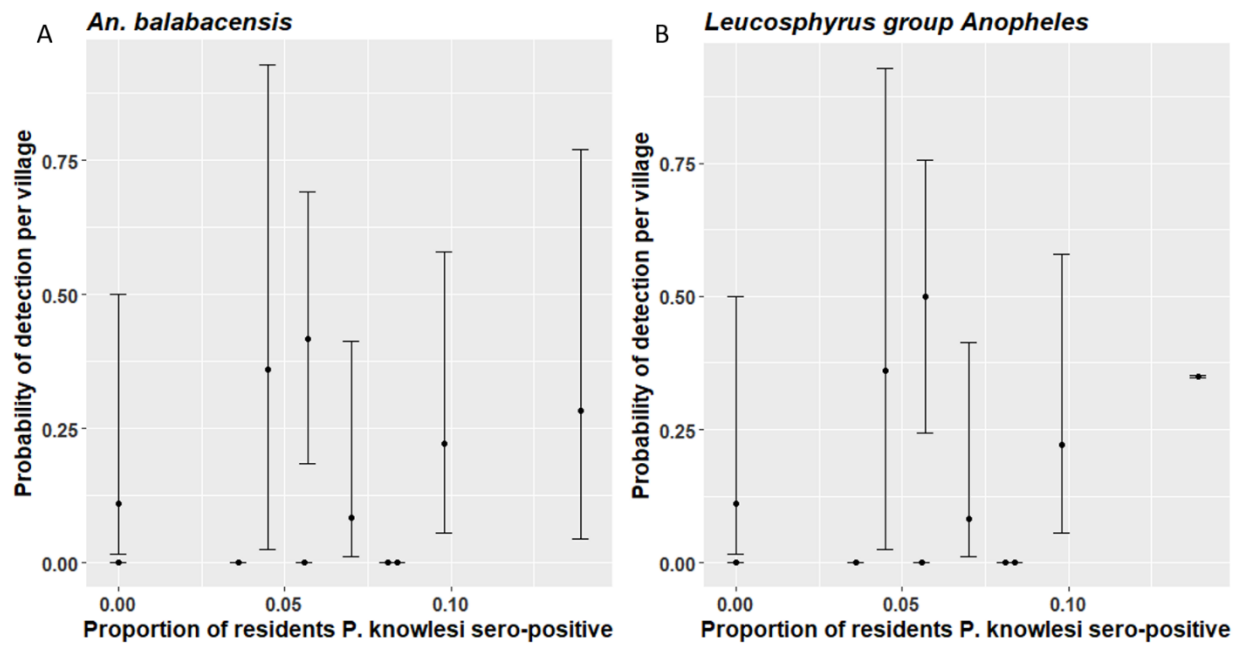 A
An. balabacensis
Probability of detection per village
0.75
0.50
0.25
0.00
0.00
0.05
0.10
Proportion of residents P. knowlesi sero-positive
B
Leucosphyrus group Anopheles
Probability of detection per village
0.75
0.50
0.25
0.00
0.00
0.05
0.10
Proportion of residents P. knowlesi sero-positive